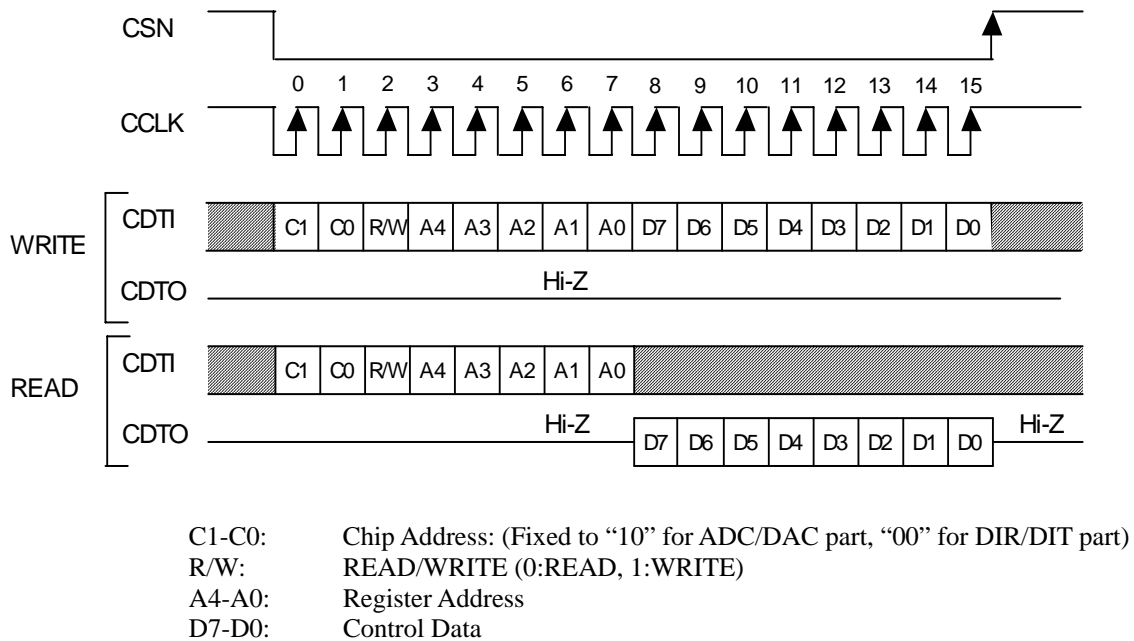 CSN
0 1 2 3 4 5 6 7 8 9 10 11 12 13 14 15
CCLK
WRITE
CDTI C1 C0 R/W A4 A3 A2 A1 A0 D7 D6 D5 D4 D3 D2 D1 D0
Hi-Z
CDTO
READ
CDTI C1 C0 R/W A4 A3 A2 A1 A0
CDTO Hi-Z D7 D6 D5 D4 D3 D2 D1 D0 Hi-Z
C1-C0: Chip Address: (Fixed to “10” for ADC/DAC part, “00” for DIR/DIT part)
R/W: READ/WRITE (0:READ, 1:WRITE)
A4-A0: Register Address
D7-D0: Control Data